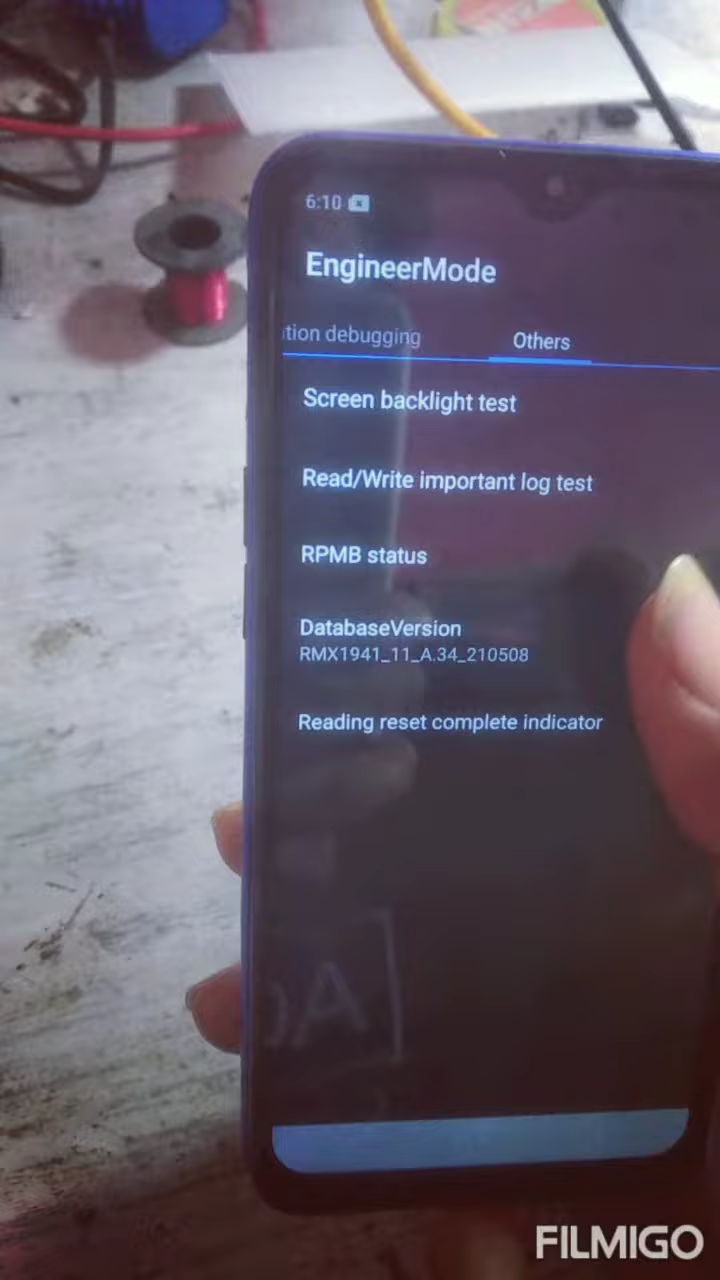 6:10
EngineerMode
tion debugging
Others
Screen backlight test
Read/Write important log test
RPMB status
DatabaseVersion
RMX1941_11_A.34_210508
Reading reset complete indicator
FILMIGO